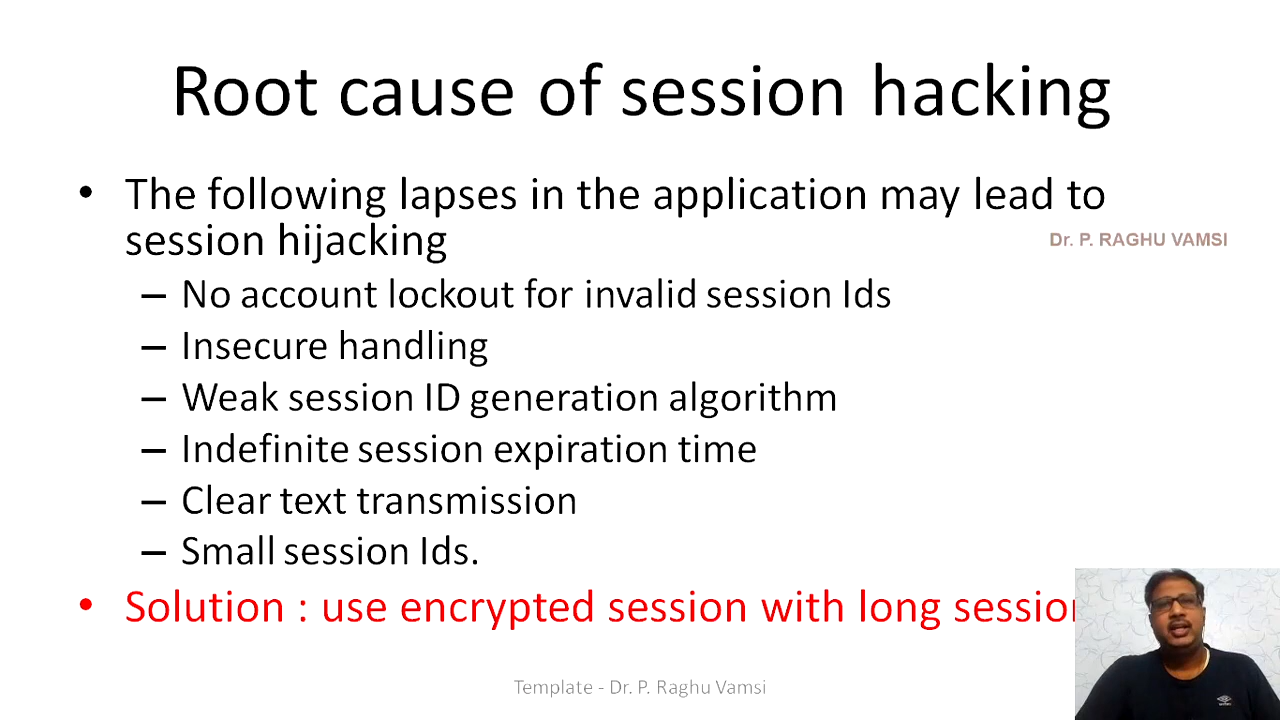 Root cause of session hacking
• The following lapses in the application may lead to
session hijacking
Dr. P. RAGHU VAMSI
– No account lockout for invalid session Ids
– Insecure handling
– Weak session ID generation algorithm
– Indefinite session expiration time
– Clear text transmission
– Small session Ids.
• Solution : use encrypted session with long
Template - Dr. P. Raghu Vamsi